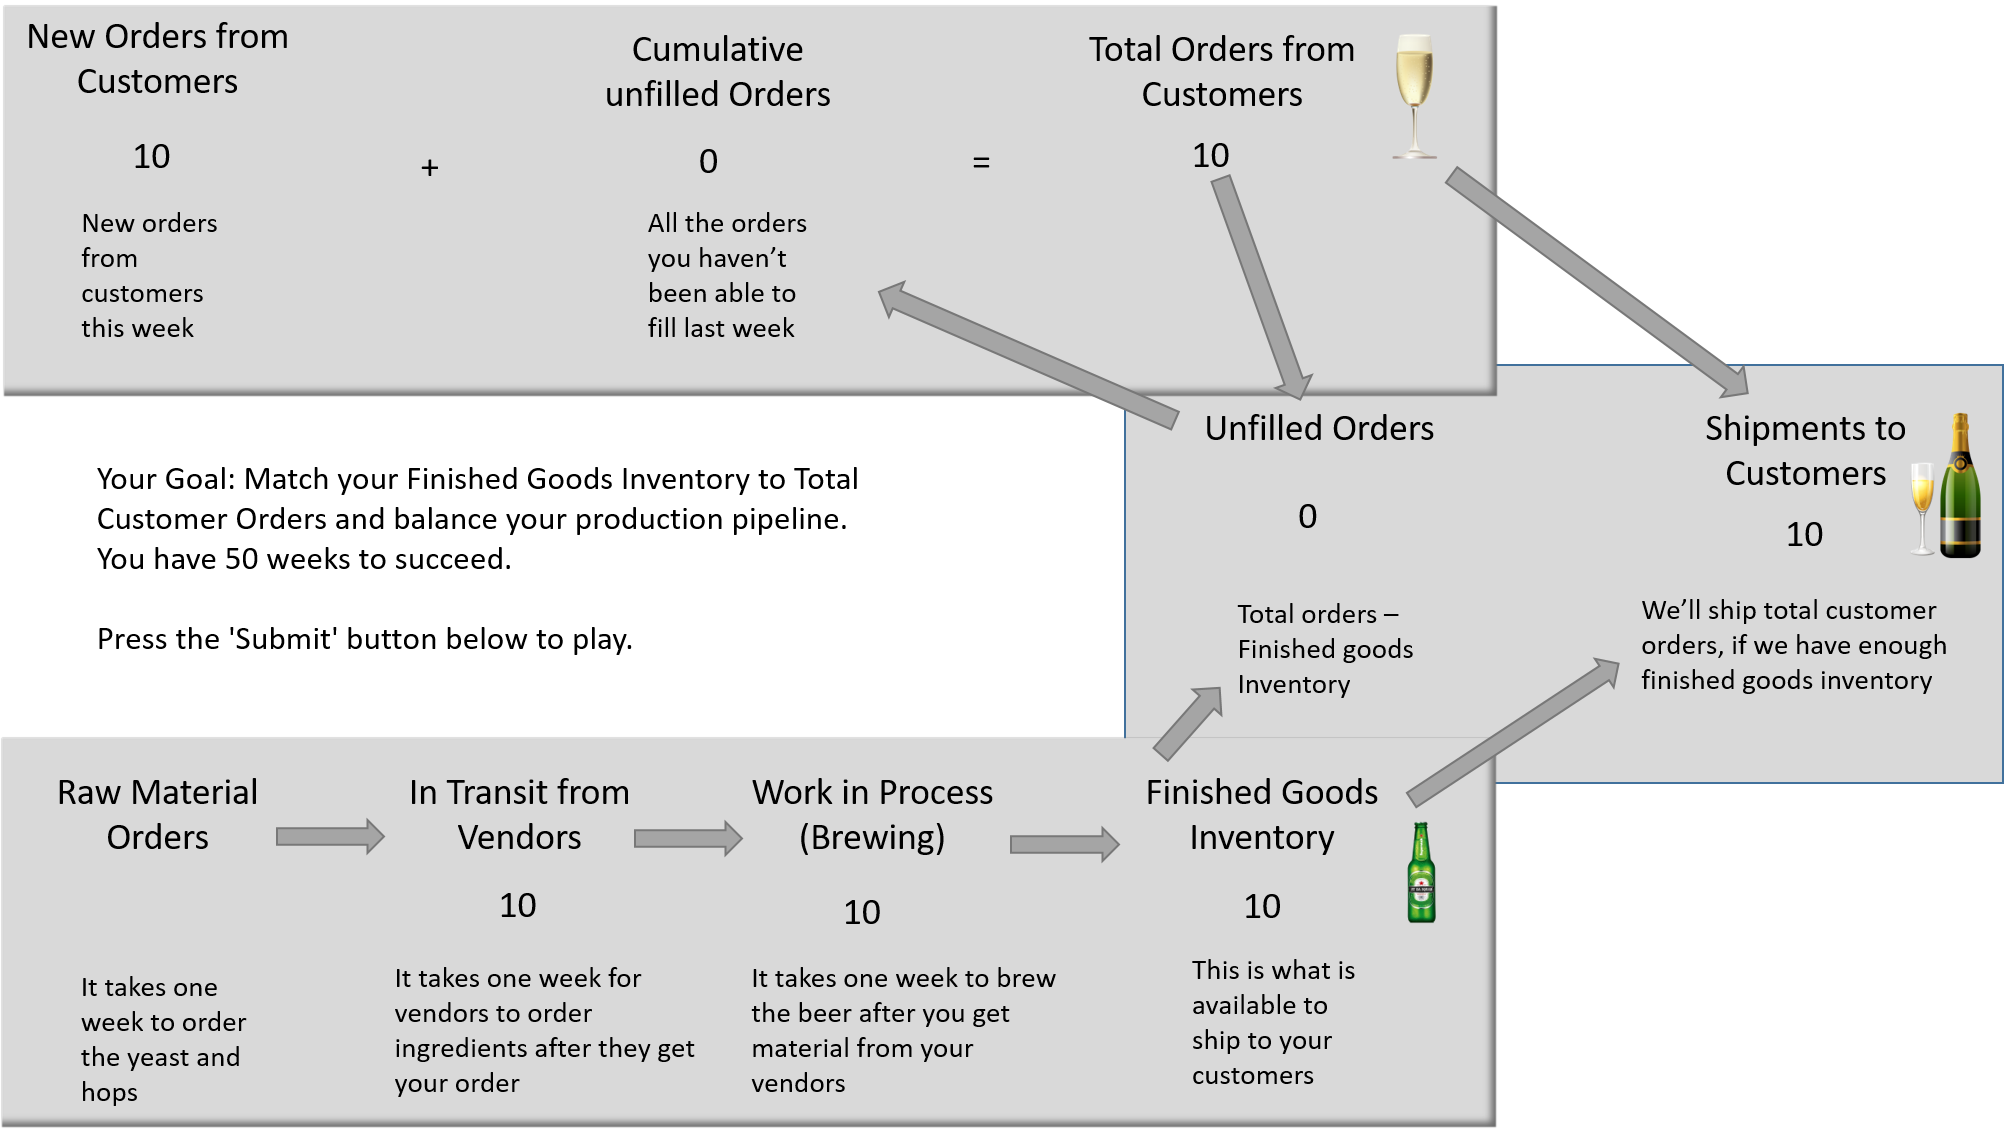 New Orders from
Customers
10
New orders
from
customers
this week
+
Cumulative
unfilled Orders
0
All the orders
you haven’t
been able to
fill last week
=
Total Orders from
Customers
10
Your Goal: Match your Finished Goods Inventory to Total
Customer Orders and balance your production pipeline.
You have 50 weeks to succeed.
Press the 'Submit' button below to play.
Unfilled Orders
0
Total orders –
Finished goods
Inventory
Shipments to
Customers
10
We’ll ship total customer
orders, if we have enough
finished goods inventory
Raw Material
Orders
It takes one
week to order
the yeast and
hops
In Transit from
Vendors
10
It takes one week for
vendors to order
ingredients after they get
your order
Work in Process
(Brewing)
10
It takes one week to brew
the beer after you get
material from your
vendors
Finished Goods
Inventory
10
This is what is
available to
ship to your
customers